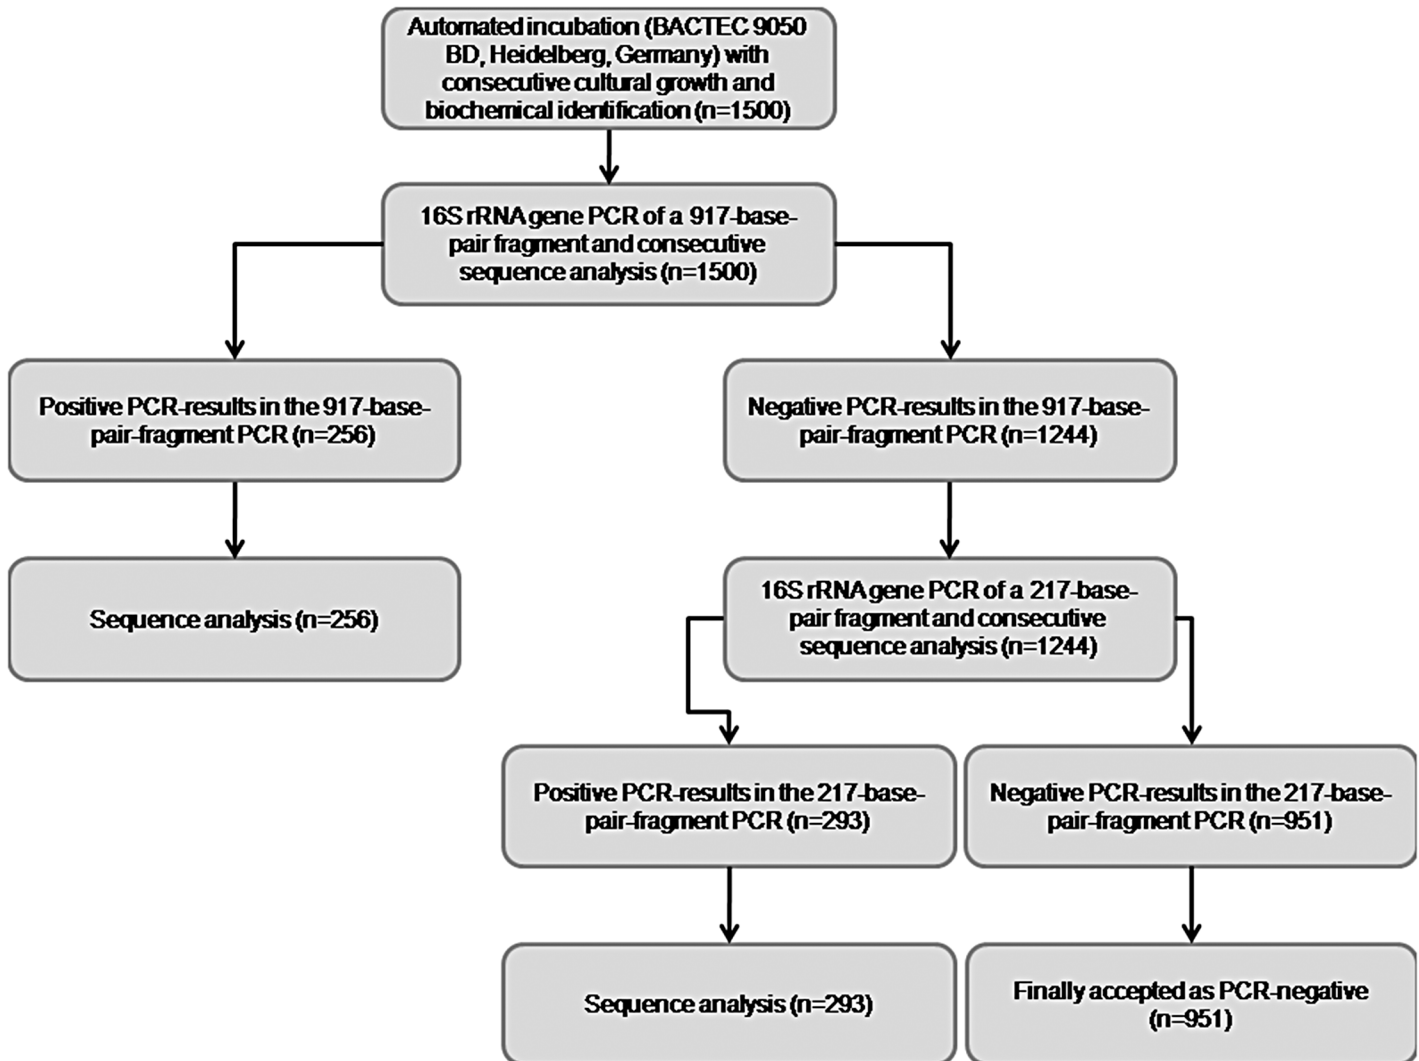 Automated incubation (BACTEC 9050
BD, Heidelberg, Germany) with
consecutive cultural growth and
biochemical identification (n=1500)
16S rRNA gene PCR of a 917-base-
pair fragment and consecutive
sequence analysis (n=1500)
Positive PCR-results in the 917-base-
pair-fragment PCR (n=256)
Negative PCR-results in the 917-base-
pair-fragment PCR (n=1244)
Sequence analysis (n=256)
16S rRNA gene PCR of a 217-base-
pair fragment and consecutive
sequence analysis (n=1244)
Positive PCR-results in the 217-base-
pair-fragment PCR (n=293)
Negative PCR-results in the 217-base-
pair-fragment PCR (n=951)
Sequence analysis (n=293)
Finally accepted as PCR-negative
(n=951)